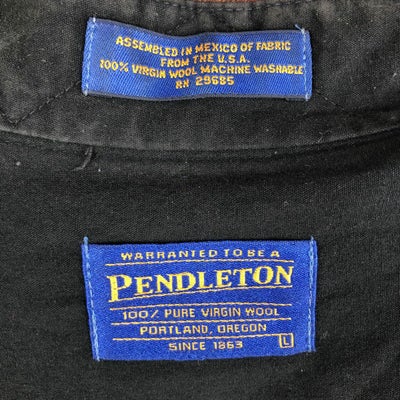 ASSEMBLED IN MEXICO OF FABRIC
FROM THE U.S.A.
100% VIRGIN WOOL MACHINE WASHABLE
RN 29685
WARRANTED TO BE A
PENDLETON
100% PURE VIRGIN WOOL
PORTLAND, OREGON
SINCE 1863
L